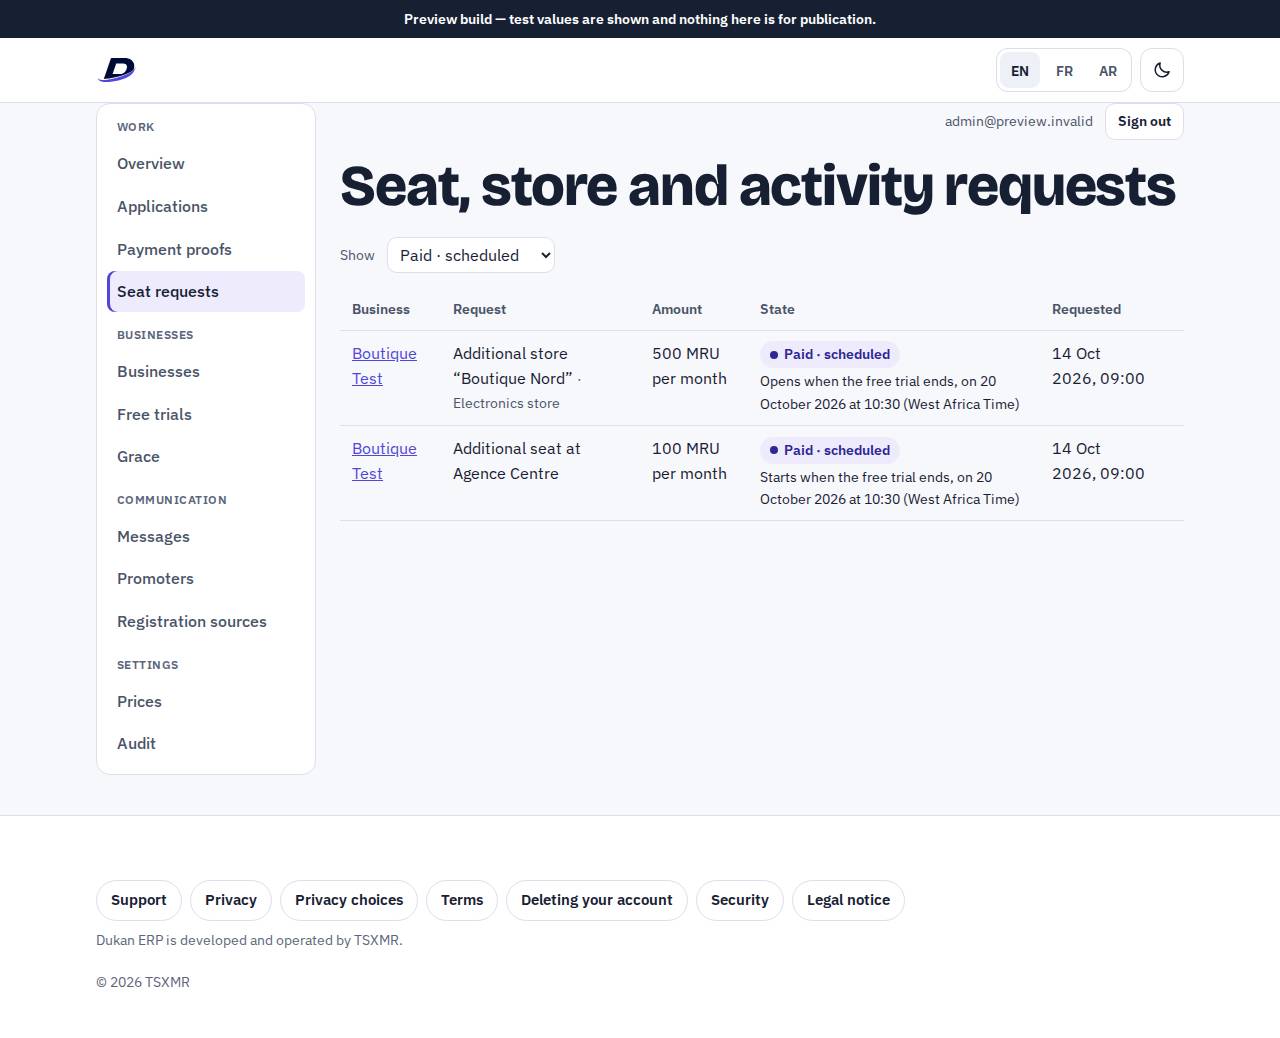 Preview build — test values are shown and nothing here is for publication.
EN FR AR
WORK
Overview
Applications
Payment proofs
Seat requests
BUSINESSES
Businesses
Free trials
Grace
COMMUNICATION
Messages
Promoters
Registration sources
SETTINGS
Prices
Audit
admin@preview.invalid Sign out
Seat, store and activity requests
Show Paid · scheduled
Business Request Amount State Requested
Boutique
Test
Additional store
“Boutique Nord” ·
Electronics store
500 MRU
per month
Paid · scheduled
Opens when the free trial ends, on 20
October 2026 at 10:30 (West Africa Time)
14 Oct
2026, 09:00
Boutique
Test
Additional seat at
Agence Centre
100 MRU
per month
Paid · scheduled
Starts when the free trial ends, on 20
October 2026 at 10:30 (West Africa Time)
14 Oct
2026, 09:00
Support Privacy Privacy choices Terms Deleting your account Security Legal notice
Dukan ERP is developed and operated by TSXMR.
© 2026 TSXMR